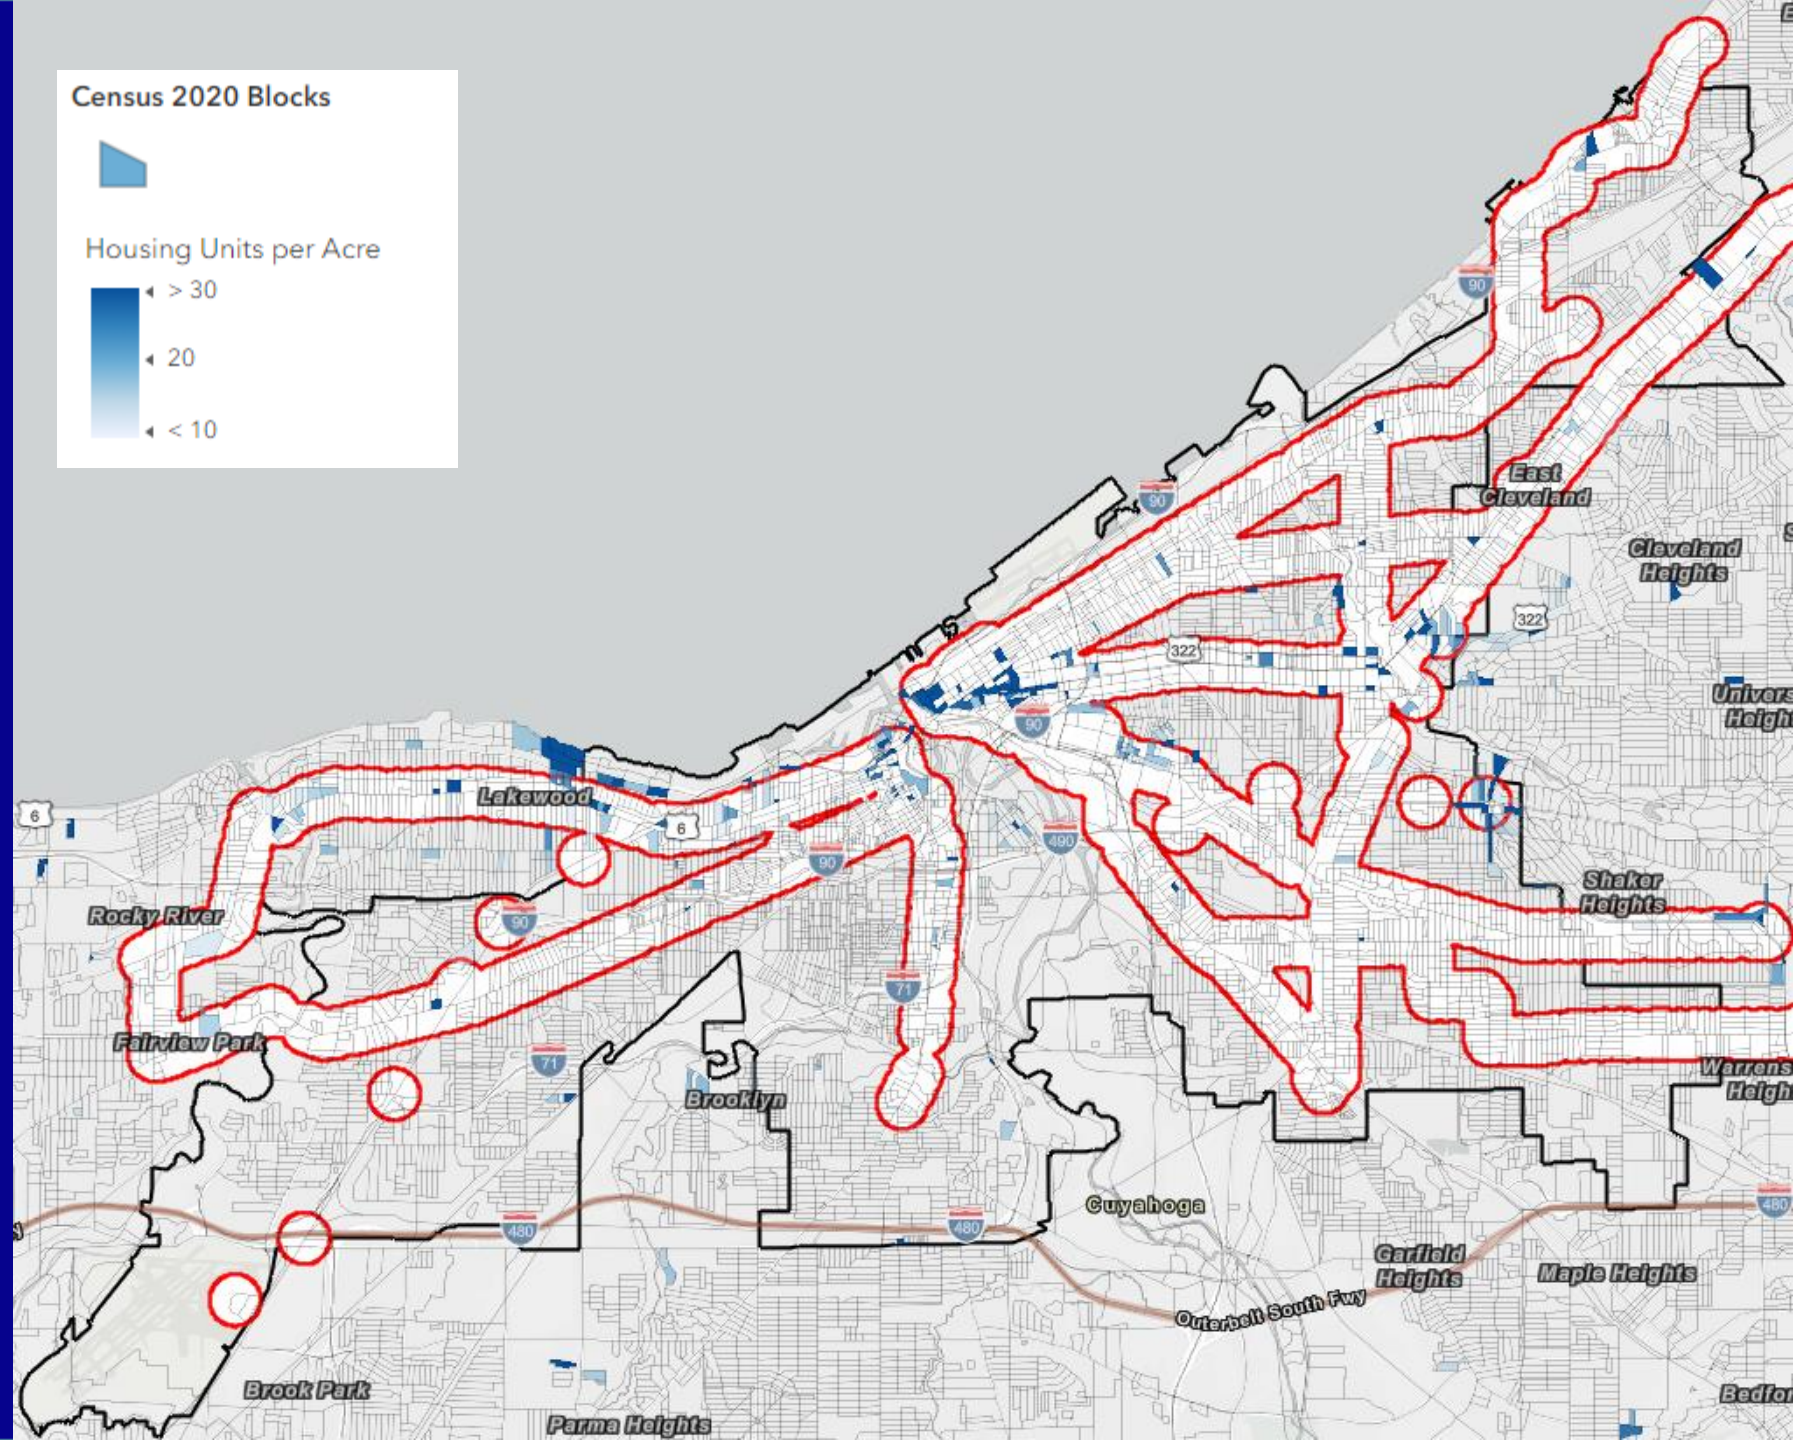 Census 2020 Blocks
Housing Units per Acre
> 30
20
< 10
90
90
East
Cleveland
Cleveland
Heights
322
322
90
Lakewood
6
6
90
490
Shaker
Heights
Rocky River
90
71
Fairview Park
71
Brooklyn
Cuyahoga
480
480
480
Garfield
Heights
Maple Heights
Outerbelt South Fwy
Brook Park
Parma Heights